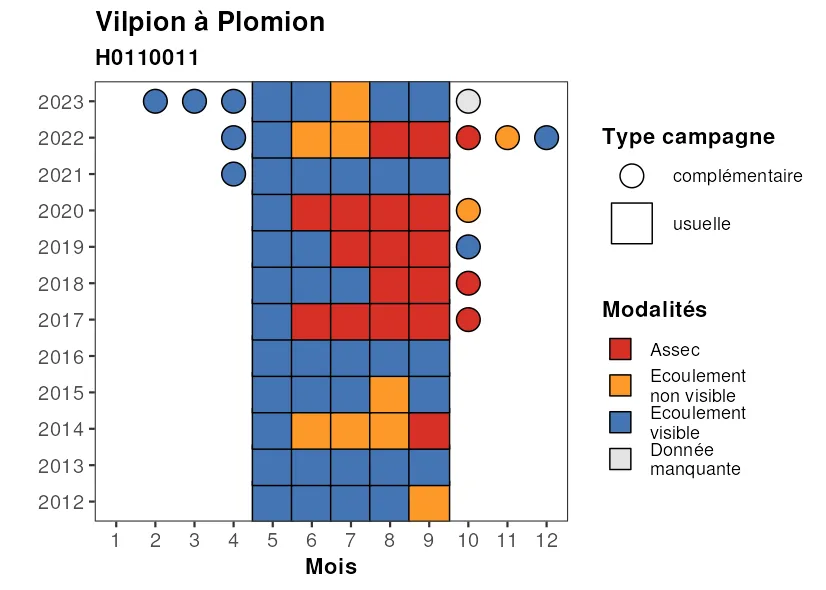 Vilpion à Plomion
H0110011
2023
2022
2021
2020
2019
2018
2017
2016
2015
2014
2013
2012
1 2 3 4 5 6 7 8 9 10 11 12
Mois
Type campagne
complémentaire
usuelle
Modalités
Assec
Ecoulement
non visible
Ecoulement
visible
Donnée
manquante